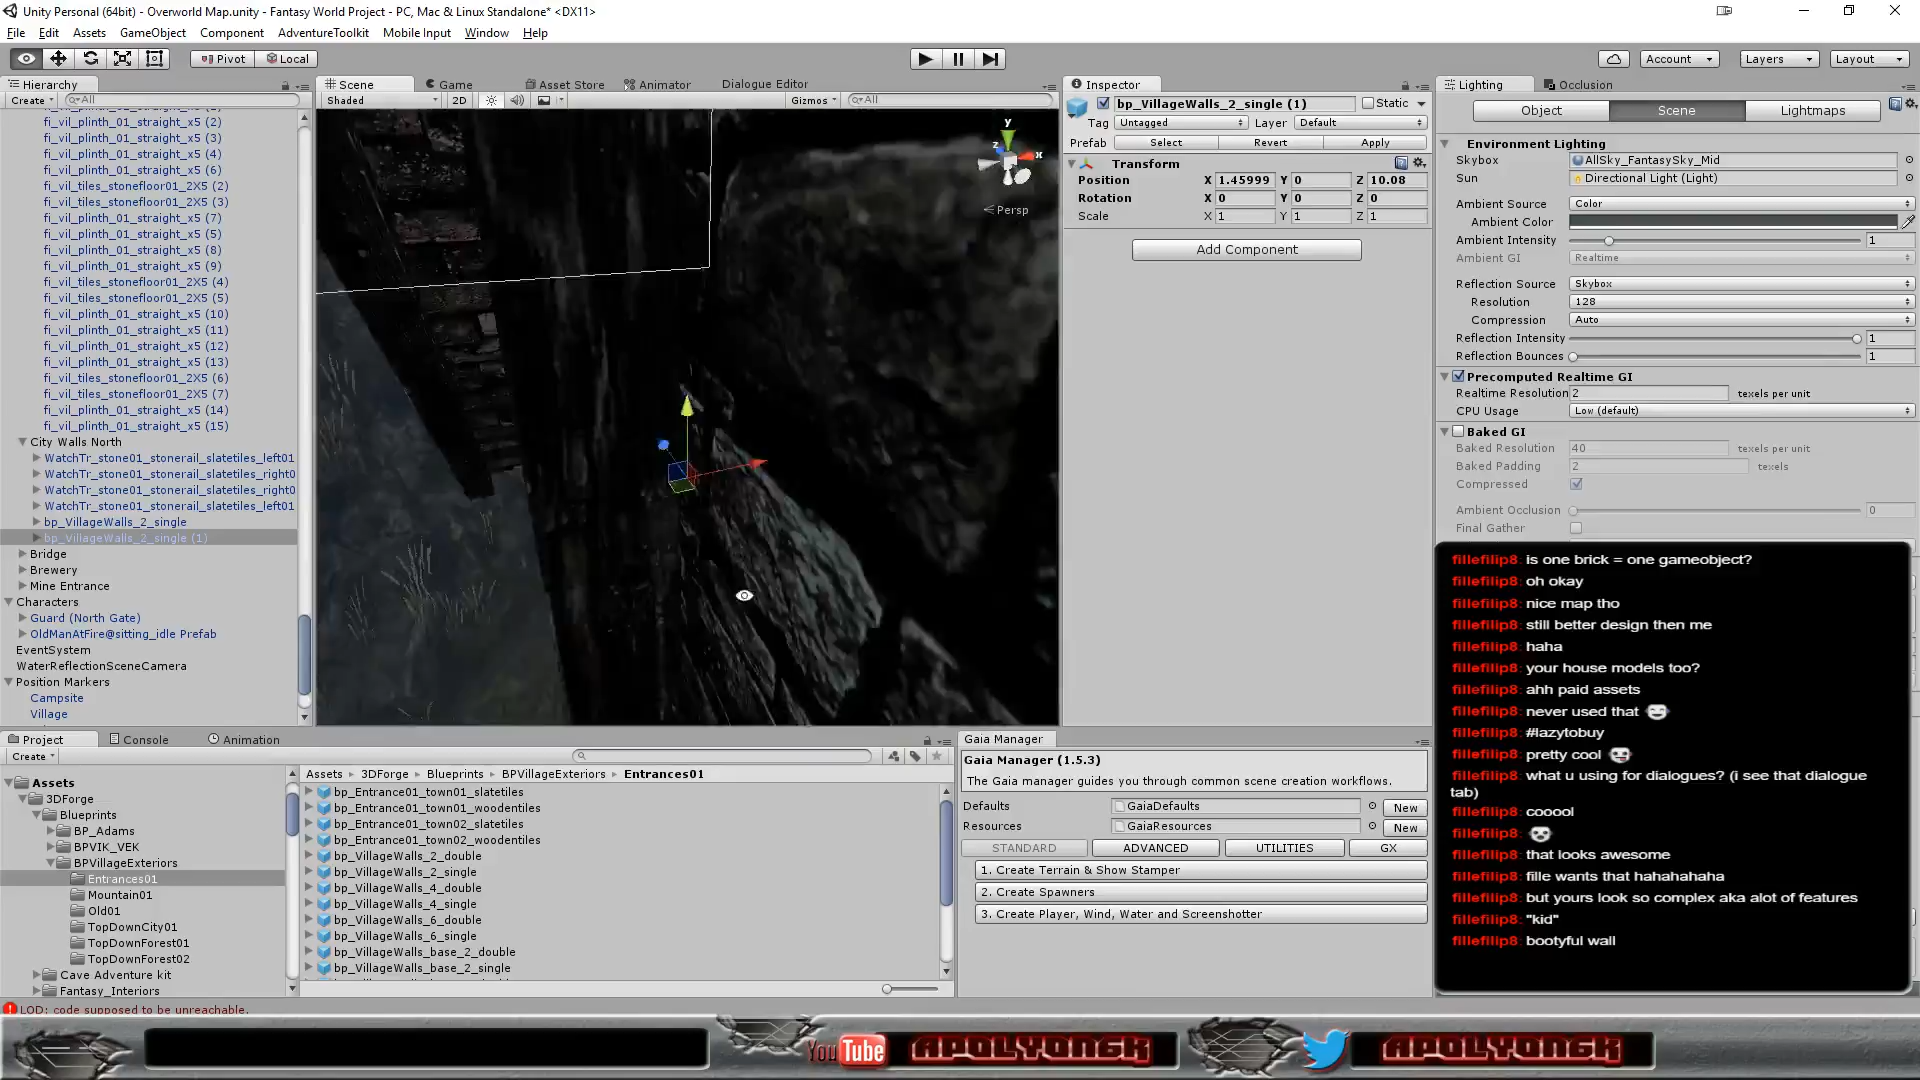 Unity Personal (64bit) - Overworld Map.unity - Fantasy World Project - PC, Mac & Linux Standalone* <DX11>
File Edit Assets GameObject Component AdventureToolkit Mobile Input Window Help
Pivot Local Account Layers Layout
Hierarchy
Create All
fi_vil_plinth_01_straight_x5 (2)
fi_vil_plinth_01_straight_x5 (3)
fi_vil_plinth_01_straight_x5 (4)
fi_vil_plinth_01_straight_x5 (6)
fi_vil_tiles_stonefloor01_2X5 (2)
fi_vil_tiles_stonefloor01_2X5 (3)
fi_vil_plinth_01_straight_x5 (7)
fi_vil_plinth_01_straight_x5 (5)
fi_vil_plinth_01_straight_x5 (8)
fi_vil_plinth_01_straight_x5 (9)
fi_vil_tiles_stonefloor01_2X5 (4)
fi_vil_tiles_stonefloor01_2X5 (5)
fi_vil_plinth_01_straight_x5 (10)
fi_vil_plinth_01_straight_x5 (11)
fi_vil_plinth_01_straight_x5 (12)
fi_vil_plinth_01_straight_x5 (13)
fi_vil_tiles_stonefloor01_2X5 (6)
fi_vil_tiles_stonefloor01_2X5 (7)
fi_vil_plinth_01_straight_x5 (14)
fi_vil_plinth_01_straight_x5 (15)
City Walls North
WatchTr_stone01_stonerail_slatetiles_left01
WatchTr_stone01_stonerail_slatetiles_right0
WatchTr_stone01_stonerail_slatetiles_right0
WatchTr_stone01_stonerail_slatetiles_left01
bp_VillageWalls_2_single
bp_VillageWalls_2_single (1)
Bridge
Brewery
Mine Entrance
Characters
Guard (North Gate)
OldManAtFire@sitting_idle Prefab
EventSystem
WaterReflectionSceneCamera
Position Markers
Campsite
Village
Scene Game Asset Store Animator Dialogue Editor
Shaded 2D Gizmos All
y
z x
Persp
Inspector
bp_VillageWalls_2_single (1) Static
Tag Untagged Layer Default
Prefab Select Revert Apply
Transform
Position X 1.45999 Y 0 Z 10.08
Rotation X 0 Y 0 Z 0
Scale X 1 Y 1 Z 1
Add Component
Lighting Occlusion
Object Scene Lightmaps
Environment Lighting
Skybox AllSky_FantasySky_Mid
Sun Directional Light (Light)
Ambient Source Color
Ambient Color
Ambient Intensity 1
Ambient GI Realtime
Reflection Source Skybox
Resolution 128
Compression Auto
Reflection Intensity 1
Reflection Bounces 1
Precomputed Realtime GI
Realtime Resolution 2 texels per unit
CPU Usage Low (default)
Baked GI
Baked Resolution 40 texels per unit
Baked Padding 2 texels
Compressed
Ambient Occlusion 0
Final Gather
fillefilip8: is one brick = one gameobject?
fillefilip8: oh okay
fillefilip8: nice map tho
fillefilip8: still better design then me
fillefilip8: haha
fillefilip8: your house models too?
fillefilip8: ahh paid assets
fillefilip8: never used that
fillefilip8: #lazytobuy
fillefilip8: pretty cool
fillefilip8: what u using for dialogues? (i see that dialogue
tab)
fillefilip8: cooool
fillefilip8:
fillefilip8: that looks awesome
fillefilip8: fille wants that hahahahaha
fillefilip8: but yours look so complex aka alot of features
fillefilip8: "kid"
fillefilip8: bootyful wall
Project Console Animation
Create
Assets
3DForge
Blueprints
BP_Adams
BPVIK_VEK
BPVillageExteriors
Entrances01
Mountain01
Old01
TopDownCity01
TopDownForest01
TopDownForest02
Cave Adventure kit
Fantasy_Interiors
Assets 3DForge Blueprints BPVillageExteriors Entrances01
bp_Entrance01_town01_slatetiles
bp_Entrance01_town01_woodentiles
bp_Entrance01_town02_slatetiles
bp_Entrance01_town02_woodentiles
bp_VillageWalls_2_double
bp_VillageWalls_2_single
bp_VillageWalls_4_double
bp_VillageWalls_4_single
bp_VillageWalls_6_double
bp_VillageWalls_6_single
bp_VillageWalls_base_2_double
bp_VillageWalls_base_2_single
Gaia Manager
Gaia Manager (1.5.3)
The Gaia manager guides you through common scene creation workflows.
Defaults GaiaDefaults New
Resources GaiaResources New
STANDARD ADVANCED UTILITIES GX
1. Create Terrain & Show Stamper
2. Create Spawners
3. Create Player, Wind, Water and Screenshotter
LOD: code supposed to be unreachable.
YouTube APOLYONGK APOLYONGK